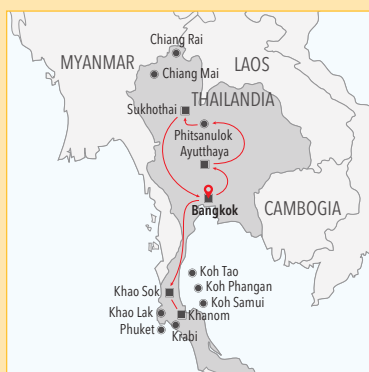 Chiang Rai
MYANMAR
LAOS
Chiang Mai
THAILANDIA
Sukhothai
Phitsanulok
Ayutthaya
Bangkok
CAMBOGIA
Koh Tao
Koh Phangan
Khao Sok
Koh Samui
Khao Lak
Khanom
Phuket
Krabi